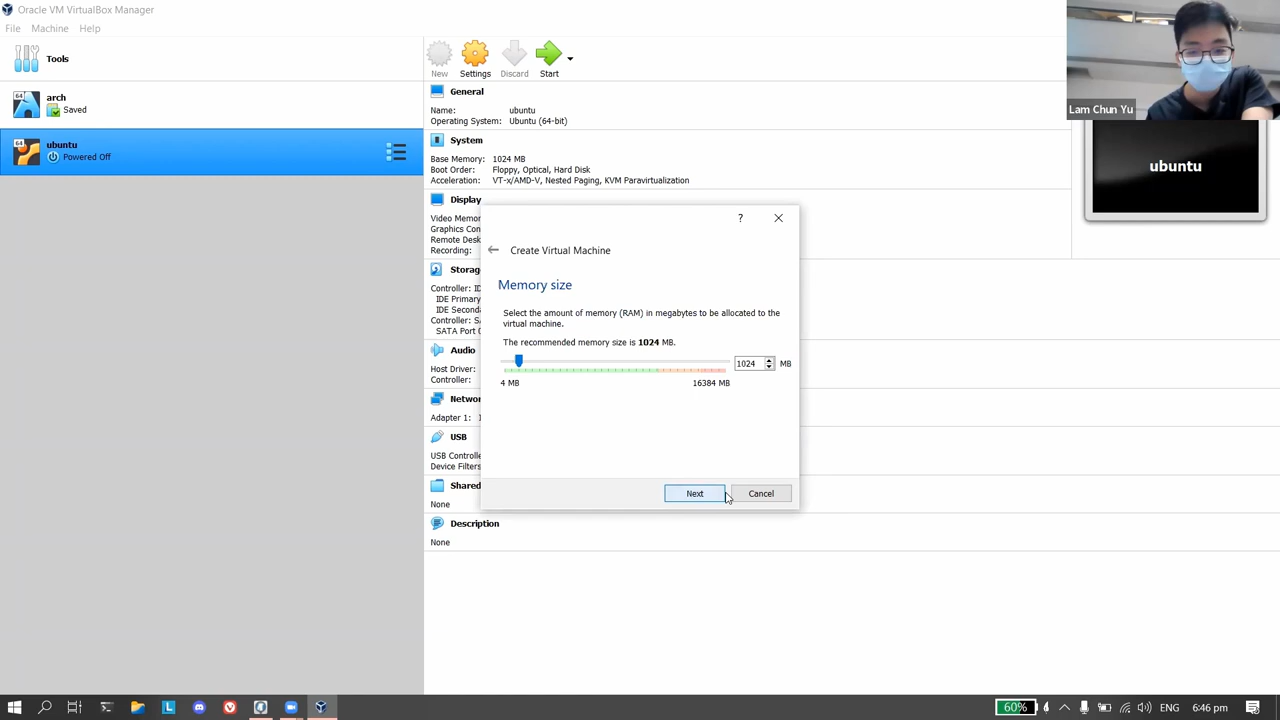 Oracle VM VirtualBox Manager
File Machine Help
Tools
New Settings Discard Start
64 arch
Saved
64 ubuntu
Powered Off
General
Name: ubuntu
Operating System: Ubuntu (64-bit)
System
Base Memory: 1024 MB
Boot Order: Floppy, Optical, Hard Disk
Acceleration: VT-x/AMD-V, Nested Paging, KVM Paravirtualization
Lam Chun Yu
ubuntu
Display
Video Memor
Graphics Con
Remote Desk
Recording:
Storag
Controller: ID
IDE Primary
IDE Second
Controller: S
SATA Port 0
Audio
Host Driver:
Controller:
Networ
Adapter 1:
USB
USB Controlle
Device Filters
Shared
None
Description
None
?
Create Virtual Machine
Memory size
Select the amount of memory (RAM) in megabytes to be allocated to the
virtual machine.
The recommended memory size is 1024 MB.
1024 MB
4 MB 16384 MB
Next Cancel
L 60% ENG 6:46 pm